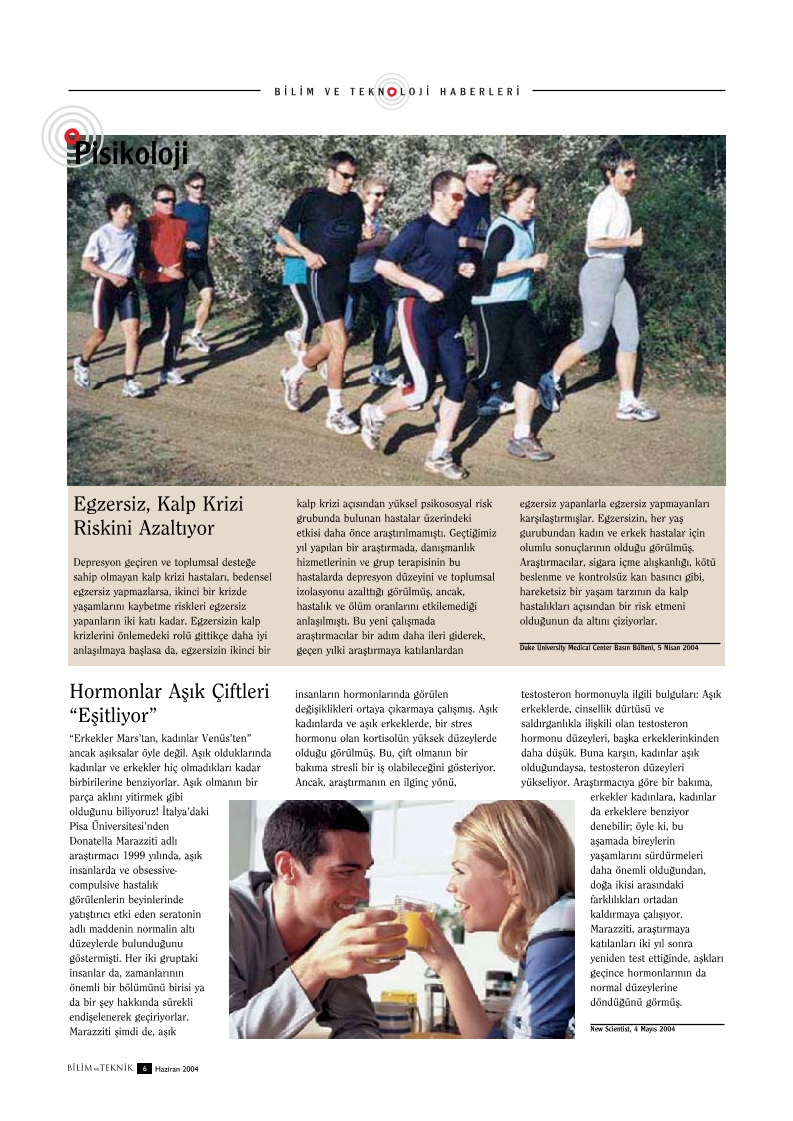 BİLİM VE TEKNOLOJİ HABERLERİ
Pisikoloji
Egzersiz, Kalp Krizi
Riskini Azaltıyor
Depresyon geçiren ve toplumsal desteğe
sahip olmayan kalp krizi hastaları, bedensel
egzersiz yapmazlarsa, ikinci bir krizde
yaşamlarını kaybetme riskleri egzersiz
yapanların iki katı kadar. Egzersizin kalp
krizlerini önlemedeki rolü gittikçe daha iyi
anlaşılmaya başlasa da, egzersizin ikinci bir
kalp krizi açısından yüksel psikososyal risk
grubunda bulunan hastalar üzerindeki
etkisi daha önce araştırılmamıştı. Geçtiğimiz
yıl yapılan bir araştırmada, danışmanlık
hizmetlerinin ve grup terapisinin bu
hastalarda depresyon düzeyini ve toplumsal
izolasyonu azalttığı görülmüş, ancak,
hastalık ve ölüm oranlarını etkilemediği
anlaşılmıştı. Bu yeni çalışmada
araştırmacılar bir adım daha ileri giderek,
geçen yılki araştırmaya katılanlardan
egzersiz yapanlarla egzersiz yapmayanları
karşılaştırmışlar. Egzersizin, her yaş
gurubundan kadın ve erkek hastalar için
olumlu sonuçlarının olduğu görülmüş.
Araştırmacılar, sigara içme alışkanlığı, kötü
beslenme ve kontrolsüz kan basıncı gibi,
hareketsiz bir yaşam tarzının da kalp
hastalıkları açısından bir risk etmeni
olduğunun da altını çiziyorlar.
Duke University Medical Center Basın Bülteni, 5 Nisan 2004
Hormonlar Aşık Çiftleri
“Eşitliyor”
“Erkekler Mars’tan, kadınlar Venüs’ten”
ancak aşıksalar öyle değil. Aşık olduklarında
kadınlar ve erkekler hiç olmadıkları kadar
birbirilerine benziyorlar. Aşık olmanın bir
parça aklını yitirmek gibi
olduğunu biliyoruz! İtalya’daki
Pisa Üniversitesi’nden
Donatella Marazziti adlı
araştırmacı 1999 yılında, aşık
insanlarda ve obsessive-
compulsive hastalık
görülenlerin beyinlerinde
yatıştırıcı etki eden seratonin
adlı maddenin normalin altı
düzeylerde bulunduğunu
göstermişti. Her iki gruptaki
insanlar da, zamanlarının
önemli bir bölümünü birisi ya
da bir şey hakkında sürekli
endişelenerek geçiriyorlar.
Marazziti şimdi de, aşık
insanların hormonlarında görülen
değişiklikleri ortaya çıkarmaya çalışmış. Aşık
kadınlarda ve aşık erkeklerde, bir stres
hormonu olan kortisolün yüksek düzeylerde
olduğu görülmüş. Bu, çift olmanın bir
bakıma stresli bir iş olabileceğini gösteriyor.
Ancak, araştırmanın en ilginç yönü,
testosteron hormonuyla ilgili bulguları: Aşık
erkeklerde, cinsellik dürtüsü ve
saldırganlıkla ilişkili olan testosteron
hormonu düzeyleri, başka erkeklerinkinden
daha düşük. Buna karşın, kadınlar aşık
olduğundaysa, testosteron düzeyleri
yükseliyor. Araştırmacıya göre bir bakıma,
erkekler kadınlara, kadınlar
da erkeklere benziyor
denebilir; öyle ki, bu
aşamada bireylerin
yaşamlarını sürdürmeleri
daha önemli olduğundan,
doğa ikisi arasındaki
farklılıkları ortadan
kaldırmaya çalışıyor.
Marazziti, araştırmaya
katılanları iki yıl sonra
yeniden test ettiğinde, aşkları
geçince hormonlarının da
normal düzeylerine
döndüğünü görmüş.
New Scientist, 4 Mayıs 2004
BİLİM ve TEKNİK 6 Haziran 2004